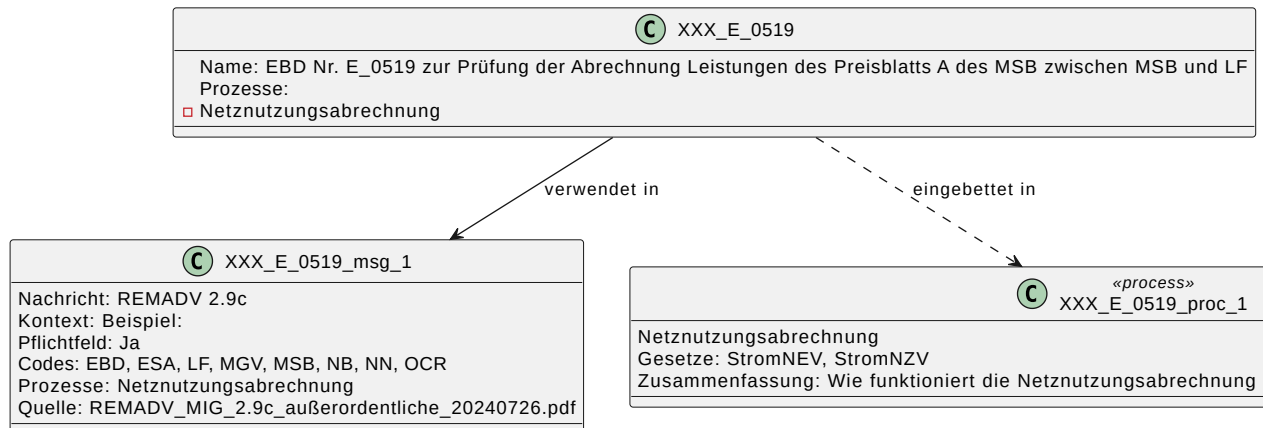 C XXX_E_0519
Name: EBD Nr. E_0519 zur Prüfung der Abrechnung Leistungen des Preisblatts A des MSB zwischen MSB und LF
Prozesse:
Netznutzungsabrechnung
verwendet in
eingebettet in
C XXX_E_0519_msg_1
Nachricht: REMADV 2.9c
Kontext: Beispiel:
Pflichtfeld: Ja
Codes: EBD, ESA, LF, MGV, MSB, NB, NN, OCR
Prozesse: Netznutzungsabrechnung
Quelle: REMADV_MIG_2.9c_außerordentliche_20240726.pdf
C «process»
XXX_E_0519_proc_1
Netznutzungsabrechnung
Gesetze: StromNEV, StromNZV
Zusammenfassung: Wie funktioniert die Netznutzungsabrechnung